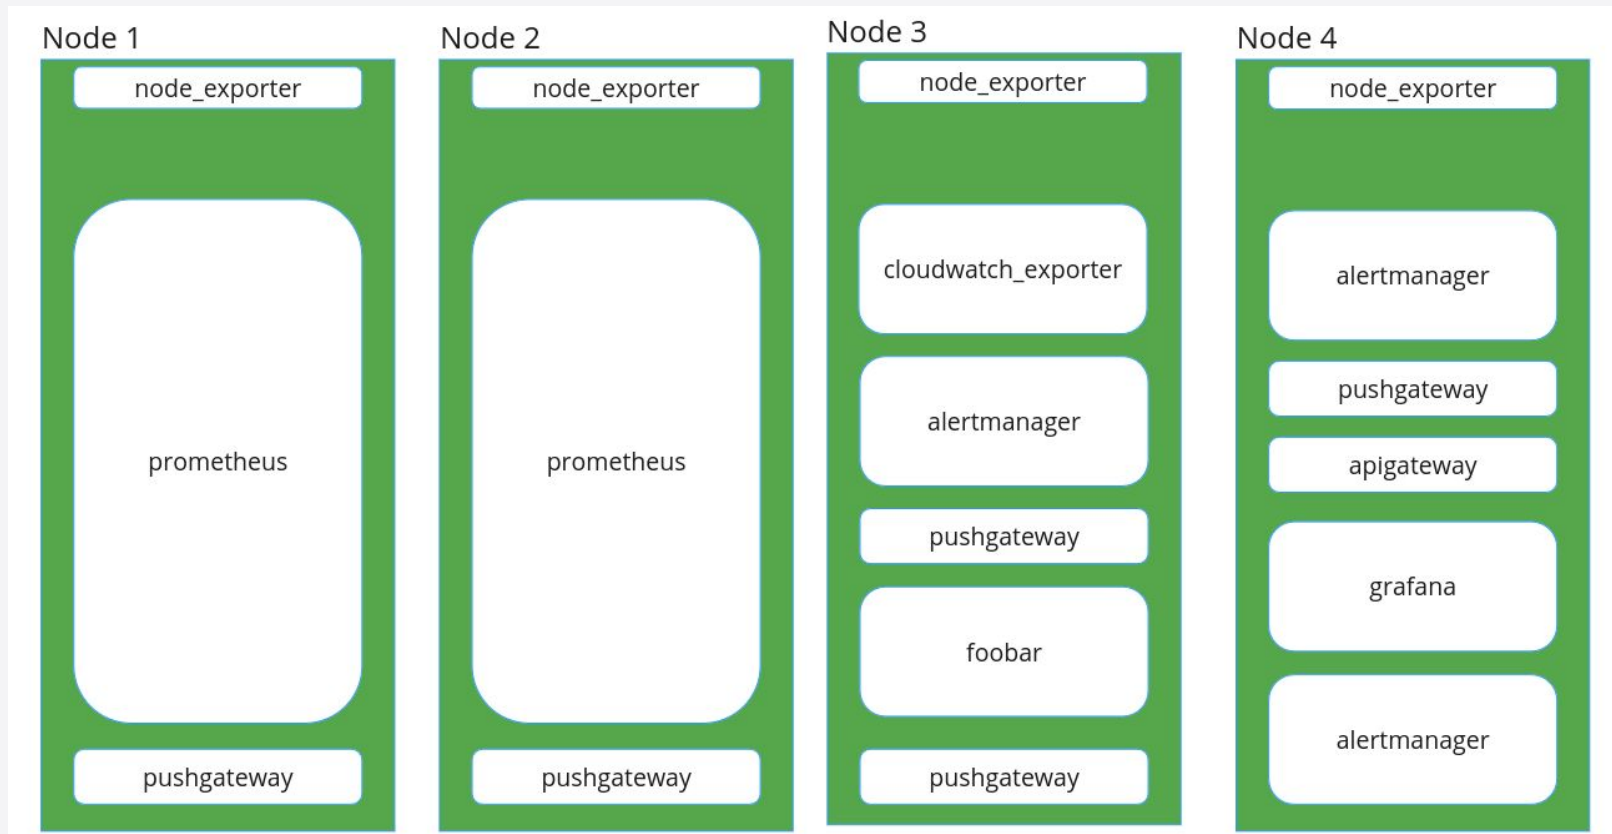 Node 1
node_exporter
prometheus
pushgateway
Node 2
node_exporter
prometheus
pushgateway
Node 3
node_exporter
cloudwatch_exporter
alertmanager
pushgateway
foobar
pushgateway
Node 4
node_exporter
alertmanager
pushgateway
apigateway
grafana
alertmanager